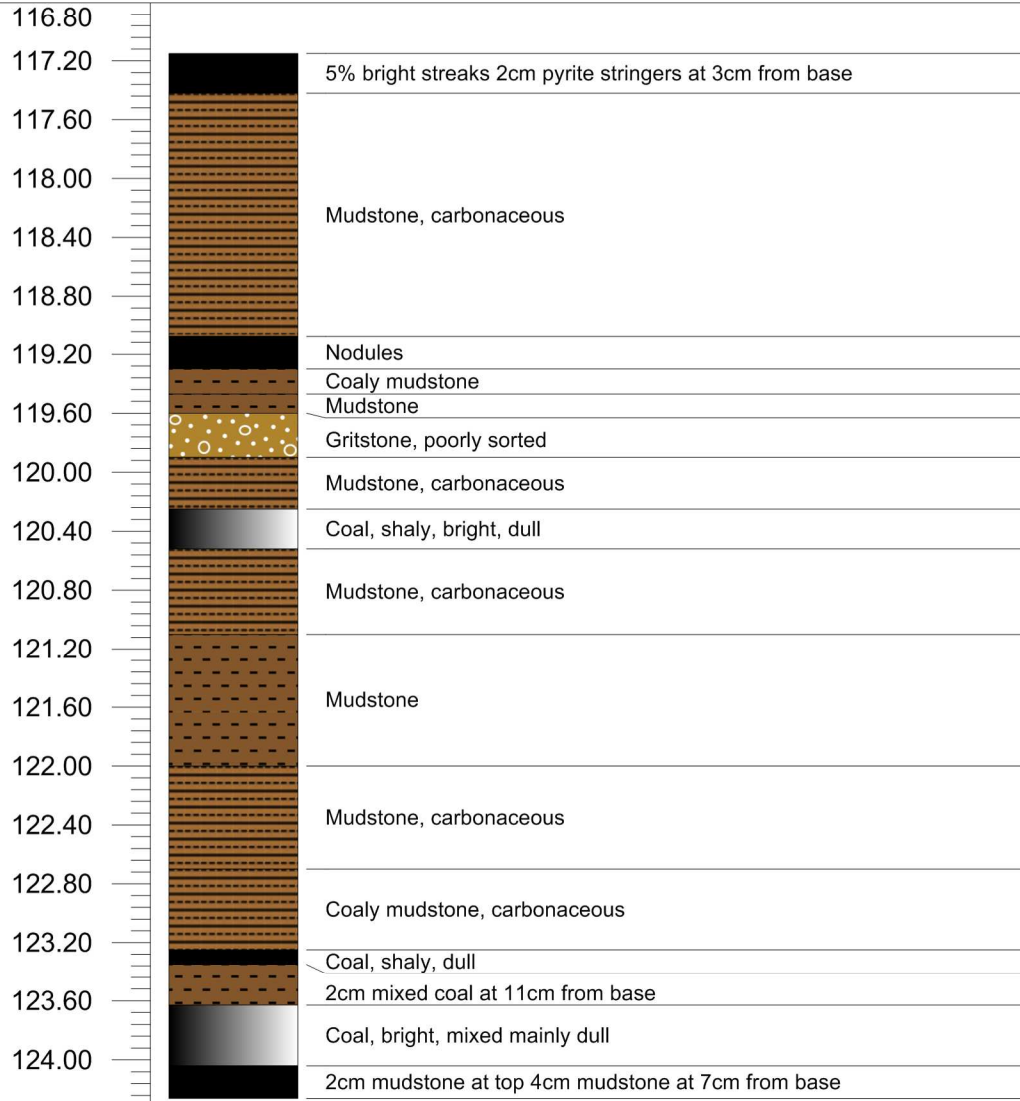 116.80
117.20
5% bright streaks 2cm pyrite stringers at 3cm from base
117.60
118.00
Mudstone, carbonaceous
118.40
118.80
119.20
Nodules
Coaly mudstone
Mudstone
119.60
Gritstone, poorly sorted
120.00
Mudstone, carbonaceous
120.40
Coal, shaly, bright, dull
120.80
Mudstone, carbonaceous
121.20
Mudstone
121.60
122.00
Mudstone, carbonaceous
122.40
122.80
Coaly mudstone, carbonaceous
123.20
Coal, shaly, dull
2cm mixed coal at 11cm from base
123.60
Coal, bright, mixed mainly dull
124.00
2cm mudstone at top 4cm mudstone at 7cm from base